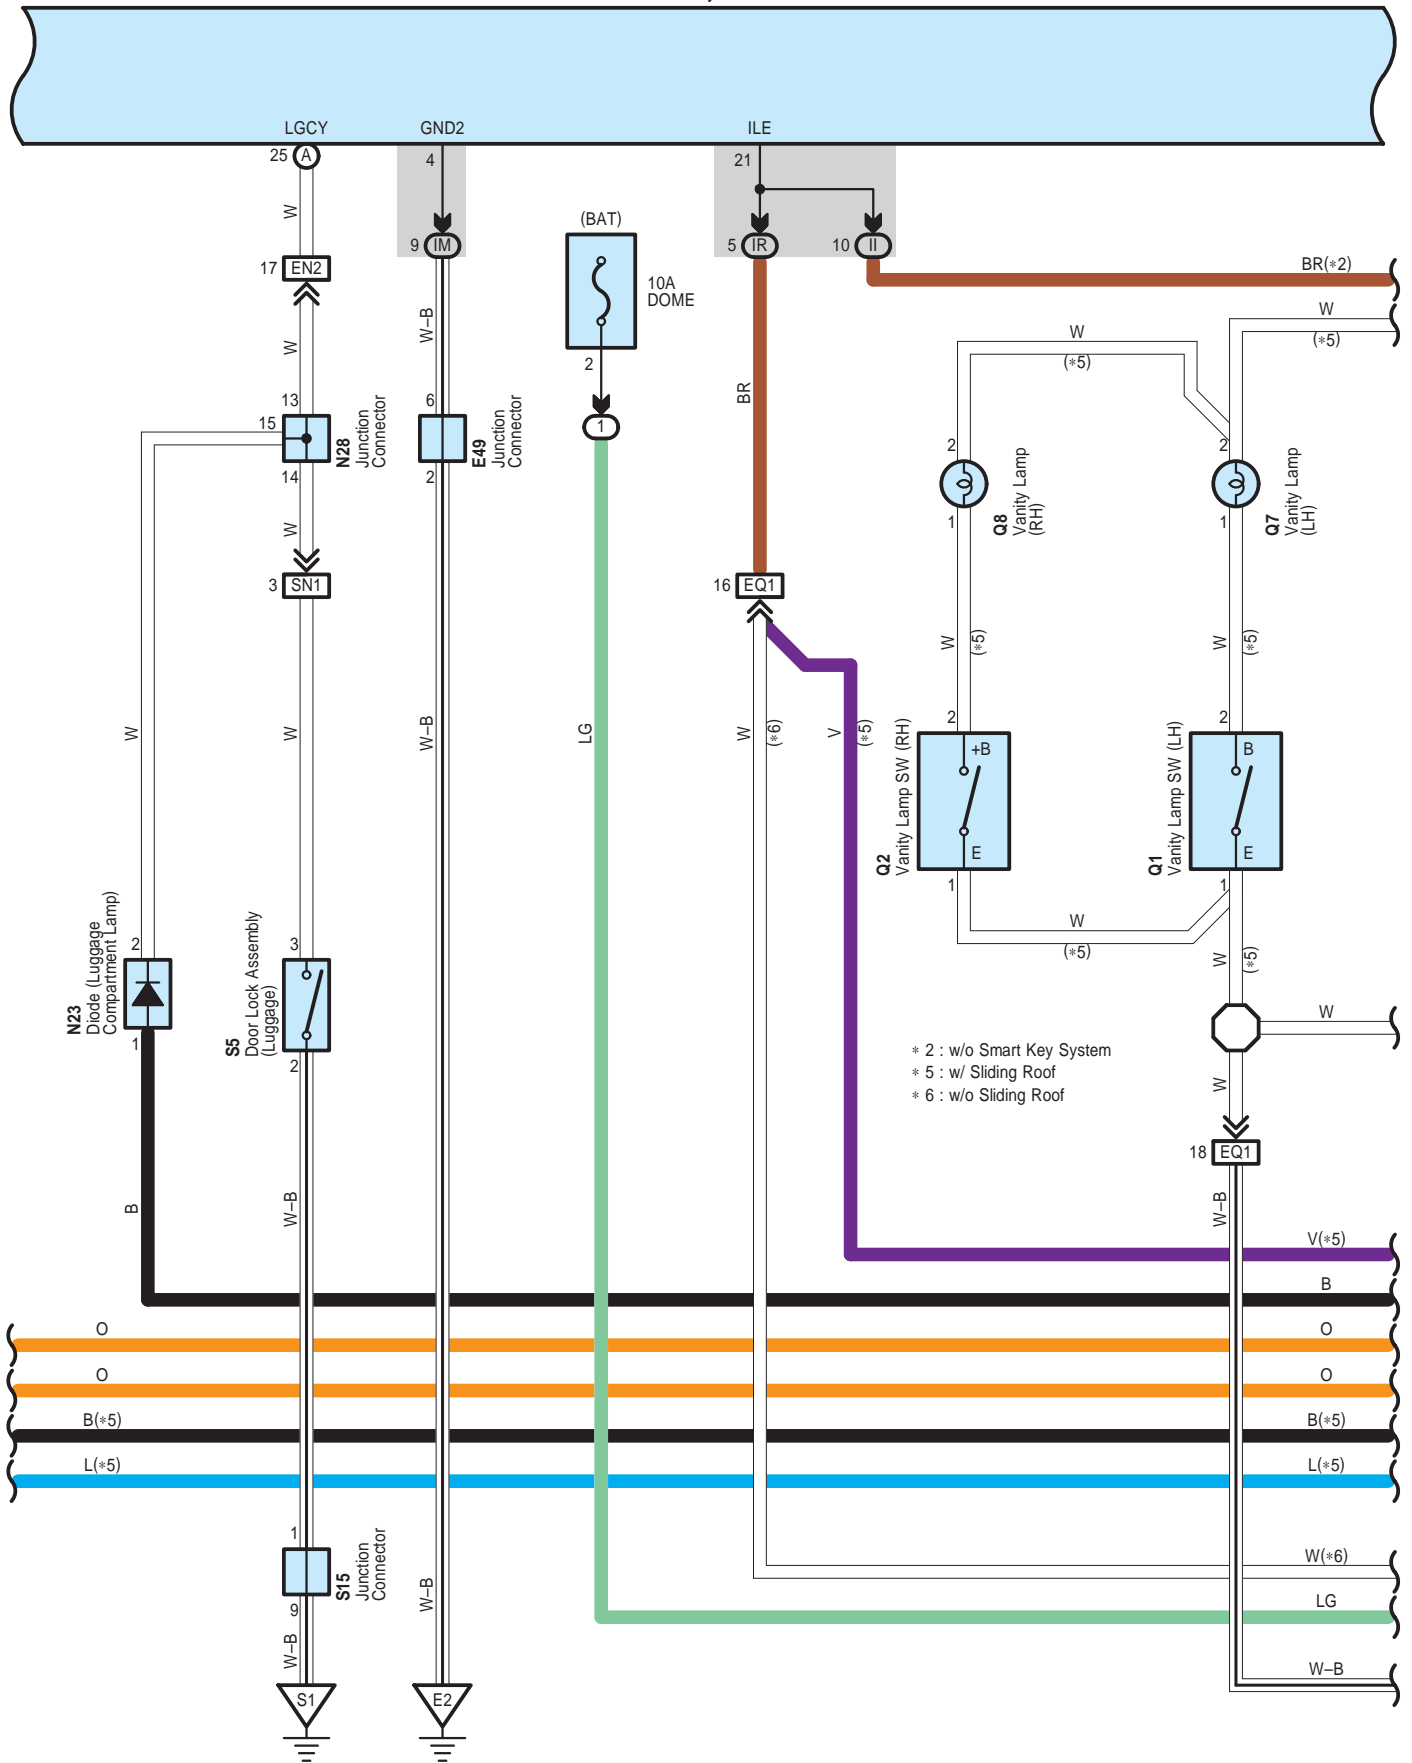 LGCY
GND2
ILE
25
A
4
21
W
(BAT)
9
IM
5
IR
10
II
17
EN2
BR(*2)
10A
DOME
W
(*5)
W
W–B
W
(*5)
2
BR
13
15
6
1
N28
Junction
Connector
E49
Junction
Connector
14
2
2
2
Q8
Vanity Lamp
(RH)
Q7
Vanity Lamp
(LH)
1
1
W
3
SN1
16
EQ1
W
(*5)
W
(*5)
W
W
W–B
LG
W
(*6)
V
(*5)
2
2
+B
B
Q2
Vanity Lamp SW (RH)
Q1
Vanity Lamp SW (LH)
E
E
1
1
W
(*5)
W
(*5)
2
3
N23
Diode (Luggage
Compartment Lamp)
S5
Door Lock Assembly
(Luggage)
1
2
W
* 2 : w/o Smart Key System
* 5 : w/ Sliding Roof
* 6 : w/o Sliding Roof
W
18
EQ1
B
W–B
W–B
V(*5)
B
O
O
O
O
B(*5)
B(*5)
L(*5)
L(*5)
1
S15
Junction
Connector
9
W–B
W–B
W(*6)
LG
W–B
S1
E2